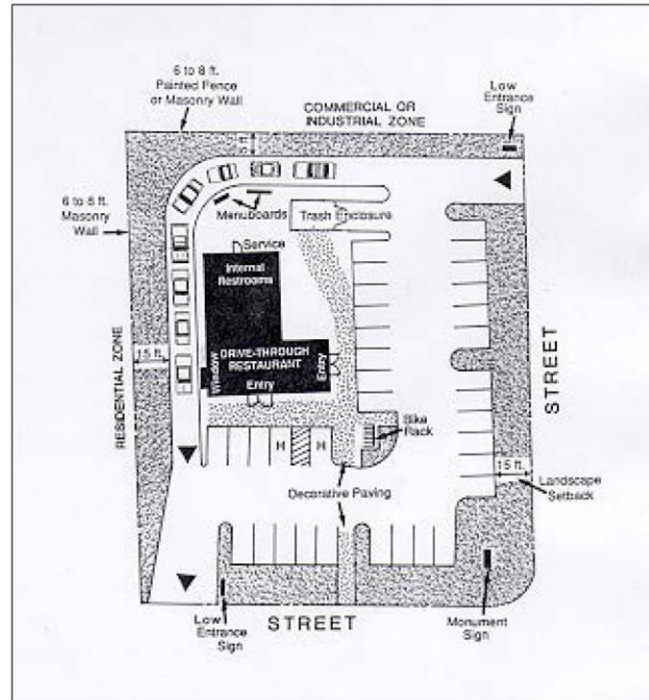 6 to 8 ft.
Painted Fence
or Masonry Wall
COMMERCIAL OR
INDUSTRIAL ZONE
Low
Entrance
Sign
6 to 8 ft.
Masonry
Wall
Menuboards
Trash Enclosure
Service
Internal
Restrooms
DRIVE-THROUGH
RESTAURANT
Window
Entry
Entry
RESIDENTIAL ZONE
15 ft.
STREET
Bike
Rack
H
H
15 ft.
Landscape
Setback
Decorative Paving
Low
Entrance
Sign
STREET
Monument
Sign